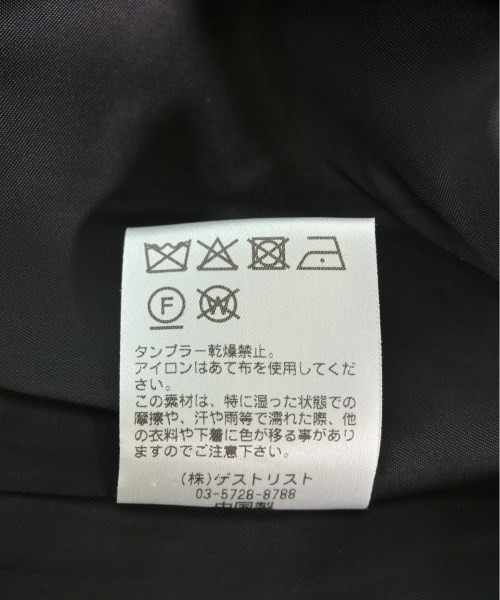 F W
タンブラー乾燥禁止。
アイロンはあて布を使用してくだ
さい。
この素材は、特に湿った状態での
摩擦や、汗や雨等で濡れた際、他
の衣料や下着に色が移る事があり
ますのでご注意下さい。
(株)ゲストリスト
03-5728-8788
中国製